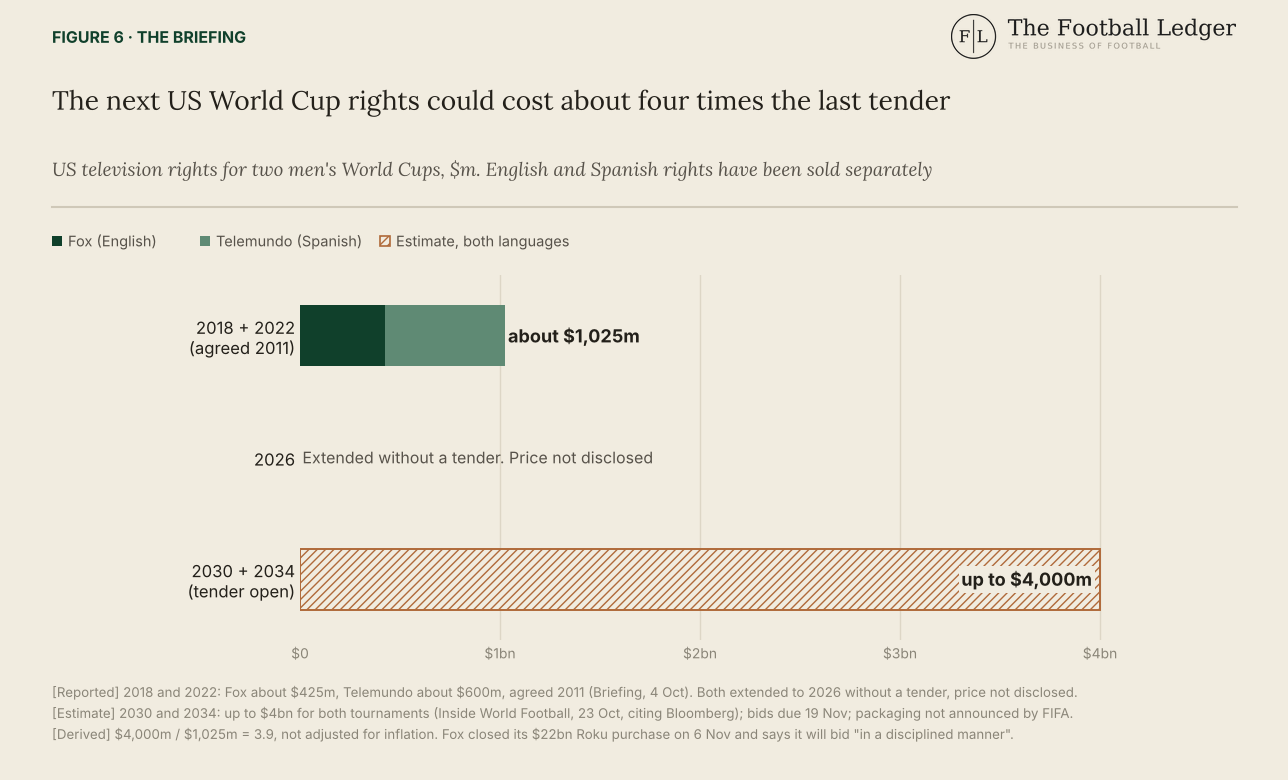 FIGURE 6 · THE BRIEFING
F L
The Football Ledger
THE BUSINESS OF FOOTBALL
The next US World Cup rights could cost about four times the last tender
US television rights for two men's World Cups, $m. English and Spanish rights have been sold separately
Fox (English) Telemundo (Spanish) Estimate, both languages
2018 + 2022
(agreed 2011)
about $1,025m
2026 Extended without a tender. Price not disclosed
2030 + 2034
(tender open)
up to $4,000m
$0 $1bn $2bn $3bn $4bn
[Reported] 2018 and 2022: Fox about $425m, Telemundo about $600m, agreed 2011 (Briefing, 4 Oct). Both extended to 2026 without a tender, price not disclosed.
[Estimate] 2030 and 2034: up to $4bn for both tournaments (Inside World Football, 23 Oct, citing Bloomberg); bids due 19 Nov; packaging not announced by FIFA.
[Derived] $4,000m / $1,025m = 3.9, not adjusted for inflation. Fox closed its $22bn Roku purchase on 6 Nov and says it will bid "in a disciplined manner".